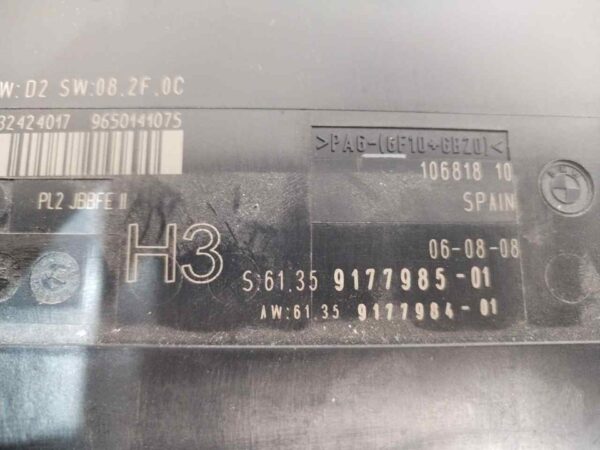 W:D2 SW:08.2F.0C
32424017 9650141075
>PA6-(GF10+GB20)<
106818 10
PL2 JBBFE II
SPAIN
H3
06-08-08
S:61.35 9177985-01
AW:61.35 9177984-01